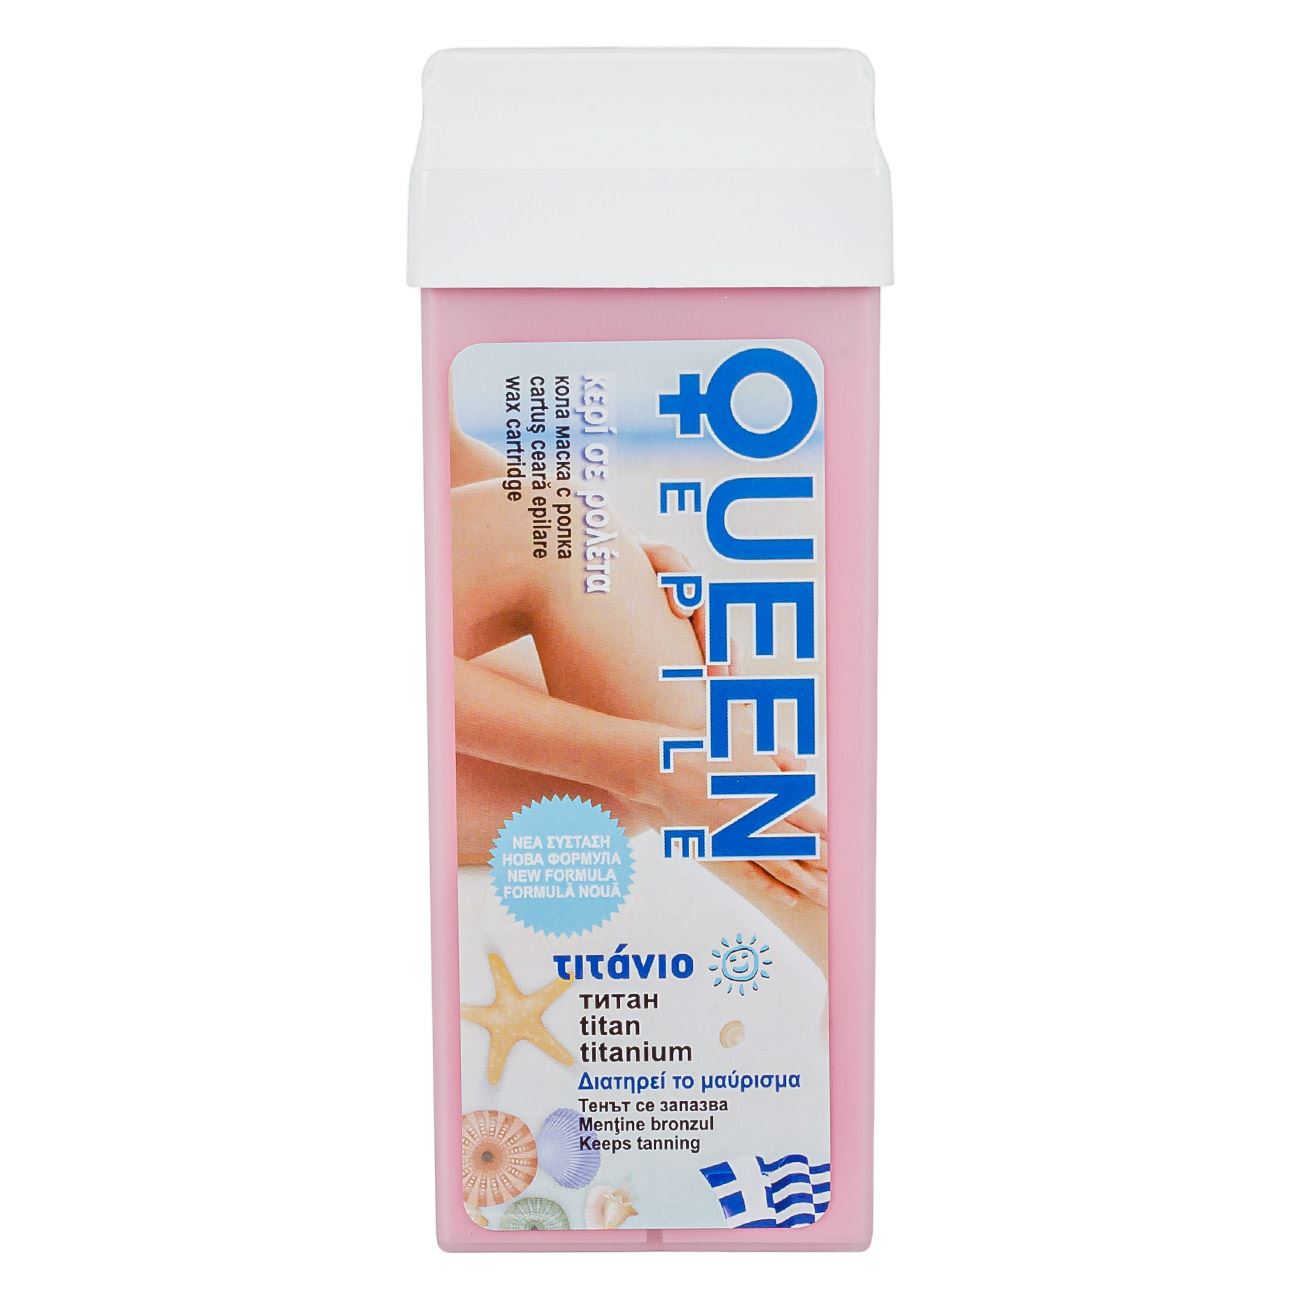 QUEEN
EPILE
κερί σε ρολέτα
кола маска с ролка
cartuş ceară epilare
wax cartridge
ΝΕΑ ΣΥΣΤΑΣΗ
НОВА ФОРМУЛА
NEW FORMULA
FORMULĂ NOUĂ
τιτάνιο
титан
titan
titanium
Διατηρεί το μαύρισμα
Тенът се запазва
Menţine bronzul
Keeps tanning